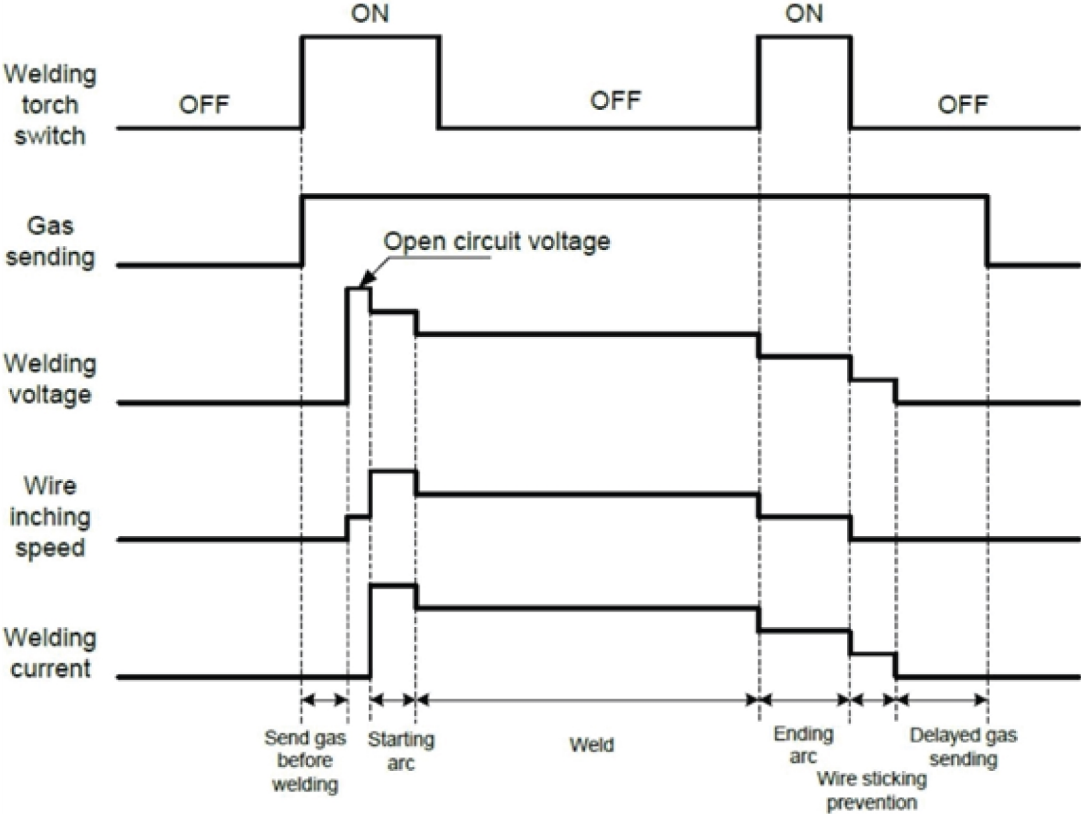 ON
ON
Welding
torch
switch
OFF
OFF
OFF
Gas
sending
Open circuit voltage
Welding
voltage
Wire
inching
speed
Welding
current
Send gas
before
welding
Starting
arc
Weld
Ending
arc
Wire sticking
prevention
Delayed gas
sending